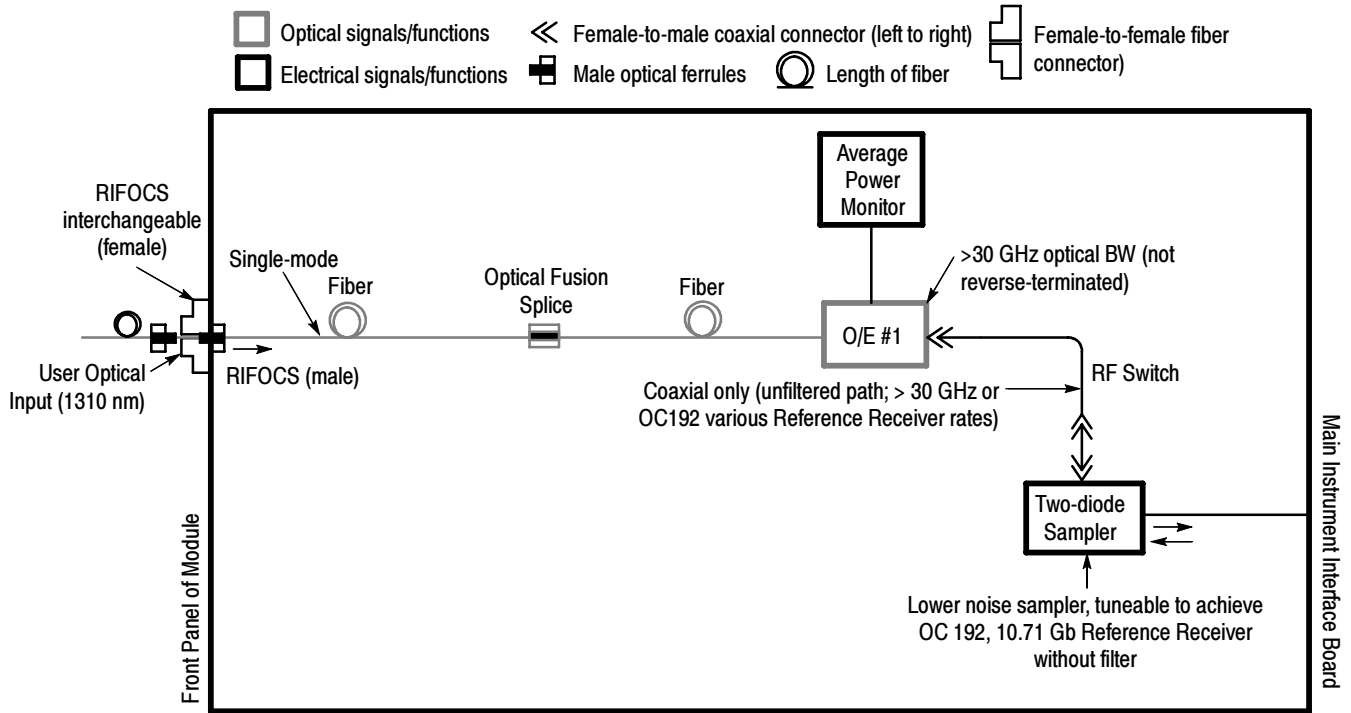 Optical signals/functions
Female-to-male coaxial connector (left to right)
Female-to-female fiber
connector)
Electrical signals/functions
Male optical ferrules
Length of fiber
Average
Power
Monitor
RIFOCS
interchangeable
(female)
Single-mode
Fiber
Optical Fusion
Splice
Fiber
>30 GHz optical BW (not
reverse-terminated)
O/E #1
User Optical
Input (1310 nm)
RIFOCS (male)
Coaxial only (unfiltered path; > 30 GHz or
OC192 various Reference Receiver rates)
RF Switch
Two-diode
Sampler
Lower noise sampler, tuneable to achieve
OC 192, 10.71 Gb Reference Receiver
without filter
Front Panel of Module
Main Instrument Interface Board